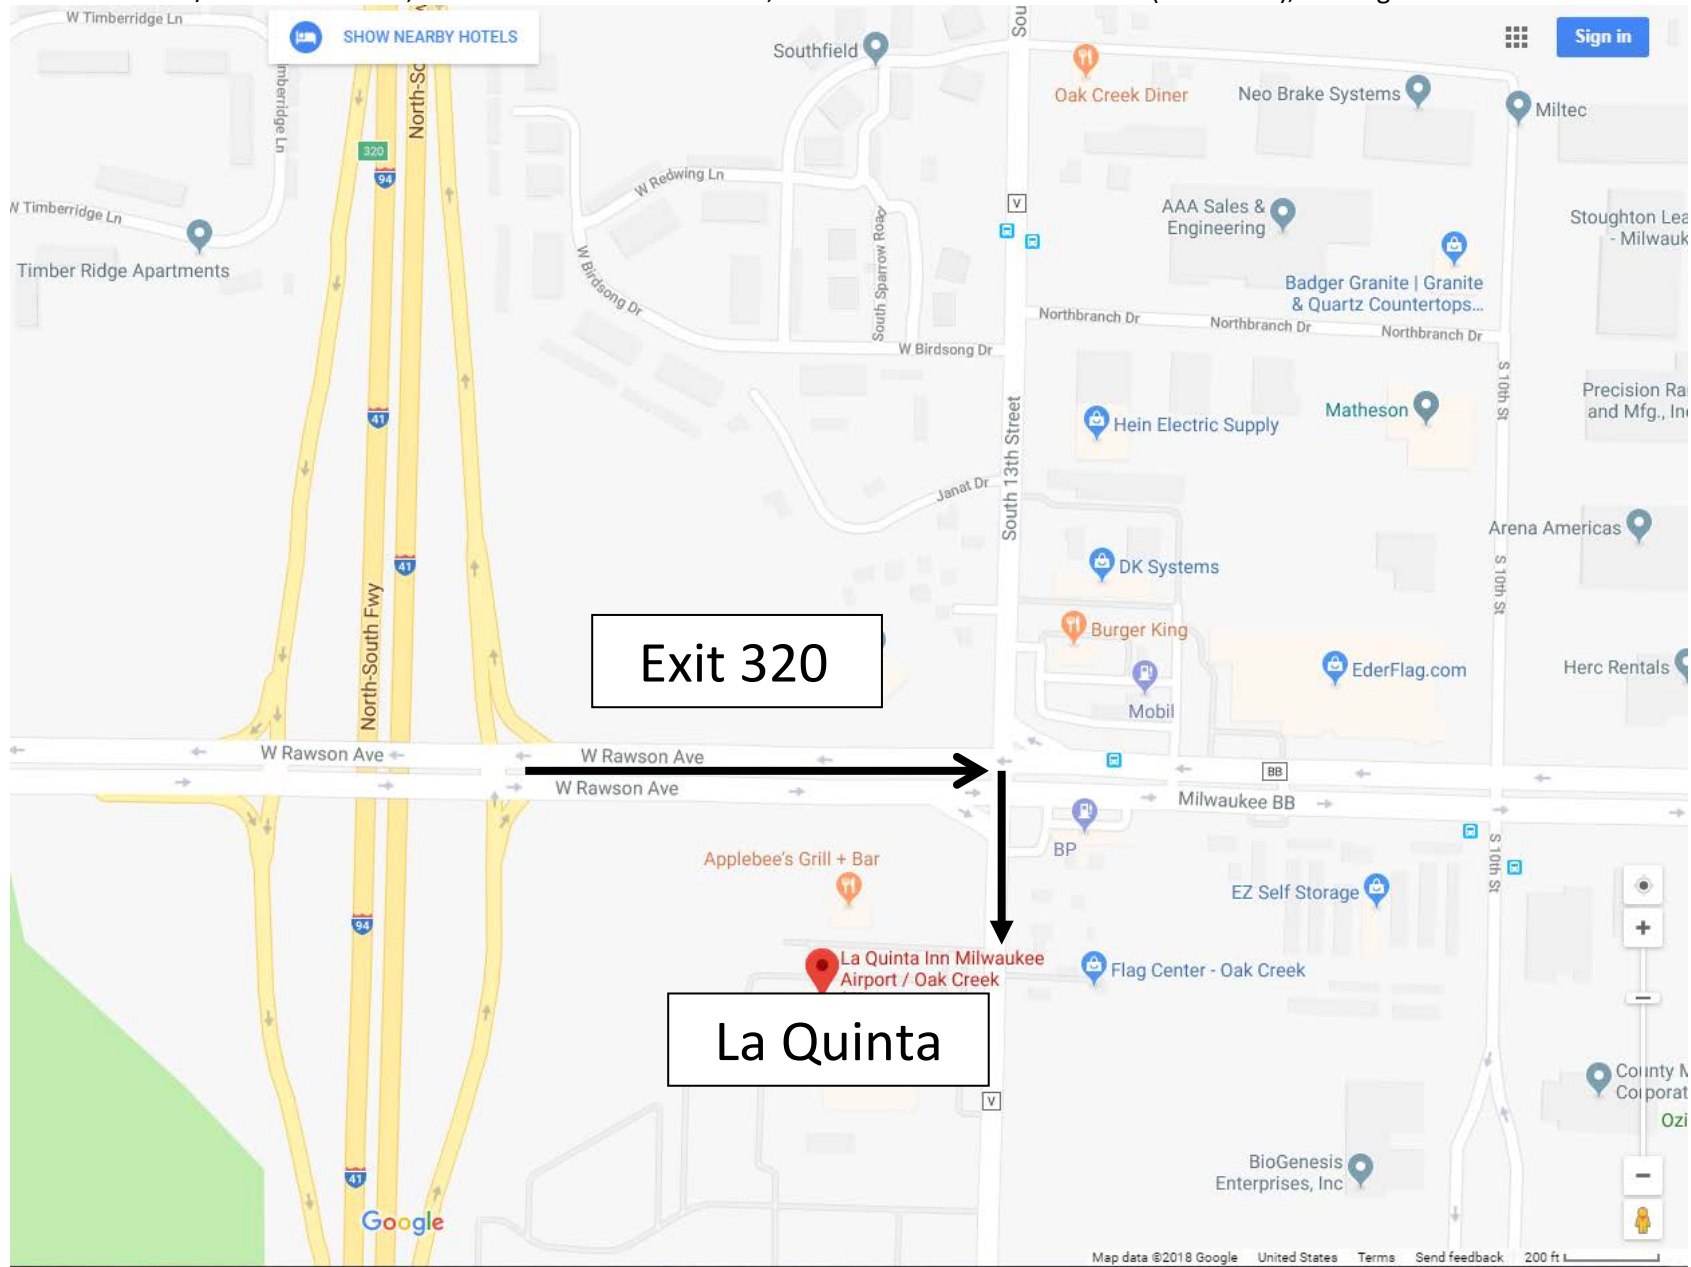 W Timberridge Ln
SHOW NEARBY HOTELS
Southfield
Sign in
Oak Creek Diner
Neo Brake Systems
Miltec
North-So
320
94
W Redwing Ln
V
AAA Sales &
Engineering
Stoughton Lea
- Milwauk
W Timberridge Ln
Timber Ridge Apartments
W Birdsong Dr
South Sparrow Road
Badger Granite | Granite
& Quartz Countertops...
Northbranch Dr
Northbranch Dr
Northbranch Dr
W Birdsong Dr
S 10th St
41
South 13th Street
Hein Electric Supply
Matheson
Precision Ra
and Mfg., In
Janat Dr
Arena Americas
41
DK Systems
S 10th St
North-South Fwy
Exit 320
Burger King
EderFlag.com
Herc Rentals
Mobil
W Rawson Ave
W Rawson Ave
BB
W Rawson Ave
Milwaukee BB
BP
S 10th St
Applebee's Grill + Bar
EZ Self Storage
94
La Quinta Inn Milwaukee
Airport / Oak Creek
Flag Center - Oak Creek
La Quinta
V
County M
Corporat
Ozi
BioGenesis
Enterprises, Inc
41
Google
Map data ©2018 Google United States Terms Send feedback 200 ft